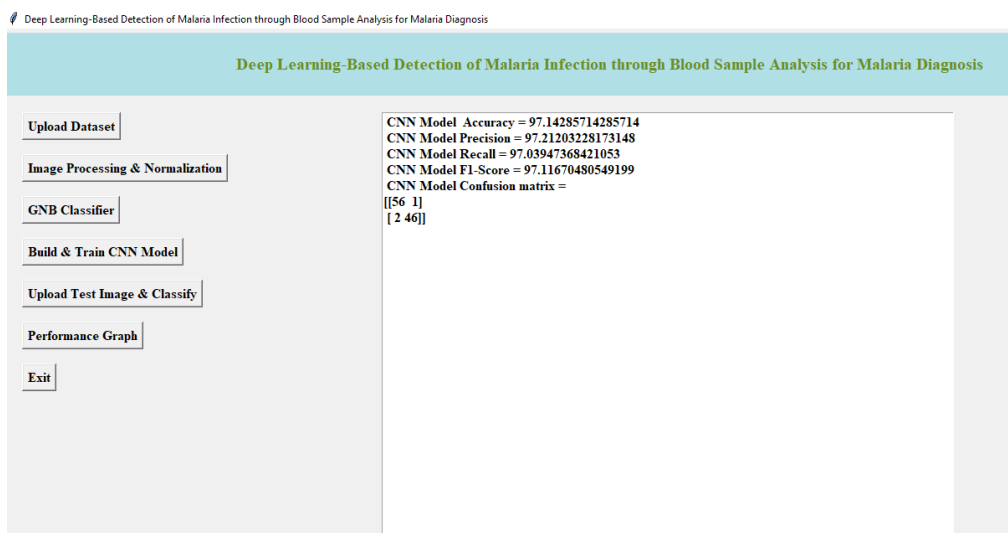 Deep Learning-Based Detection of Malaria Infection through Blood Sample Analysis for Malaria Diagnosis
Deep Learning-Based Detection of Malaria Infection through Blood Sample Analysis for Malaria Diagnosis
Upload Dataset
Image Processing & Normalization
GNB Classifier
Build & Train CNN Model
Upload Test Image & Classify
Performance Graph
Exit
CNN Model  Accuracy = 97.14285714285714
CNN Model Precision = 97.21203228173148
CNN Model Recall = 97.03947368421053
CNN Model F1-Score = 97.11670480549199
CNN Model Confusion matrix =
[[56  1]
[ 2 46]]